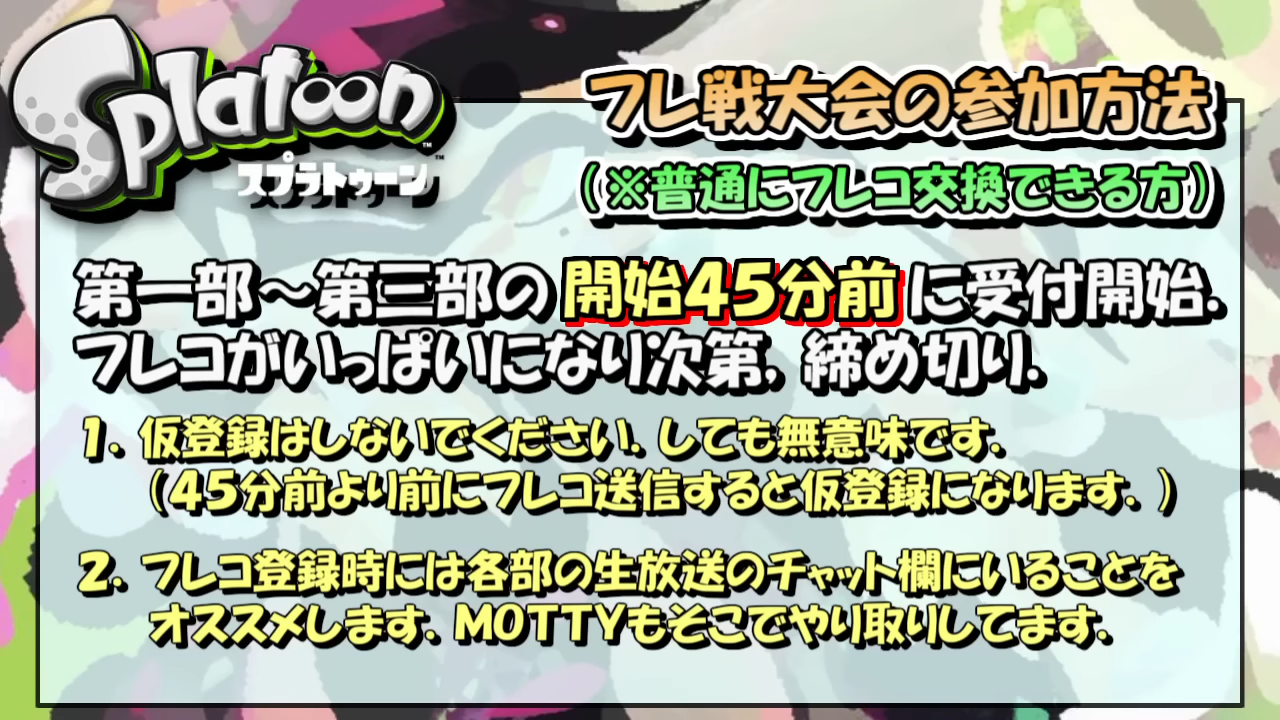 Splatoon™
スプラトゥーン™
フレ戦大会の参加方法
(※普通にフレコ交換できる方)
第一部～第三部の 開始45分前 に受付開始.
フレコがいっぱいになり次第, 締め切り.
1. 仮登録はしないでください. しても無意味です.
(45分前より前にフレコ送信すると仮登録になります. )
2. フレコ登録時には各部の生放送のチャット欄にいることを
オススメします. MOTTYもそこでやり取りしてます.